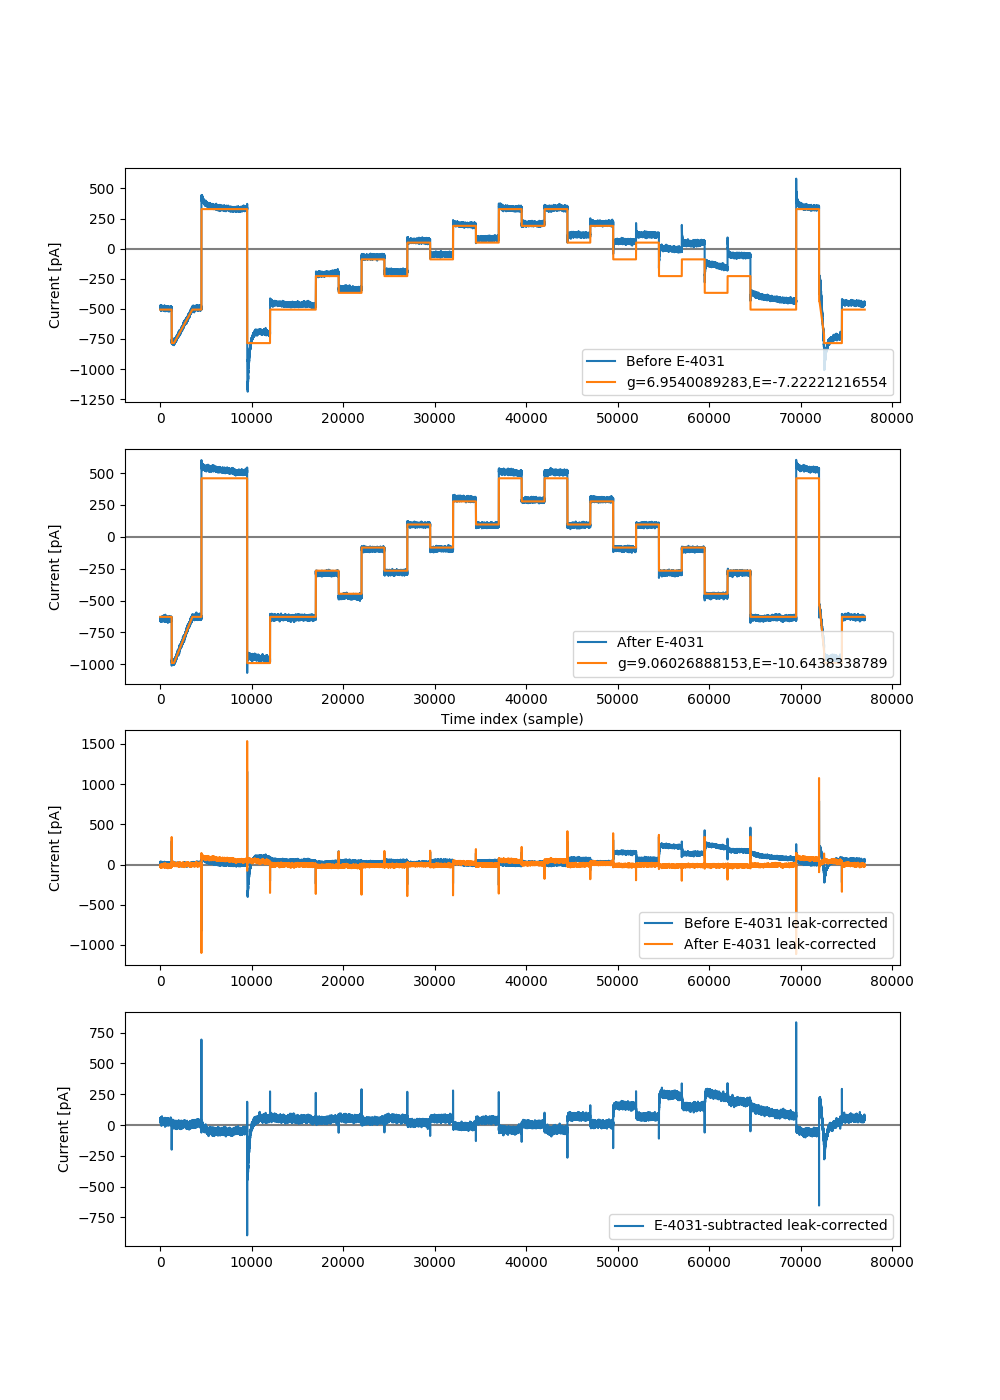 500
250
0
−250
−500
−750
−1000
−1250
Current [pA]
Before E-4031
g=6.9540089283,E=-7.22221216554
0 10000 20000 30000 40000 50000 60000 70000 80000
500
250
0
−250
−500
−750
−1000
Current [pA]
After E-4031
g=9.06026888153,E=-10.6438338789
0 10000 20000 30000 40000 50000 60000 70000 80000
Time index (sample)
1500
1000
500
0
−500
−1000
Current [pA]
Before E-4031 leak-corrected
After E-4031 leak-corrected
0 10000 20000 30000 40000 50000 60000 70000 80000
750
500
250
0
−250
−500
−750
Current [pA]
E-4031-subtracted leak-corrected
0 10000 20000 30000 40000 50000 60000 70000 80000